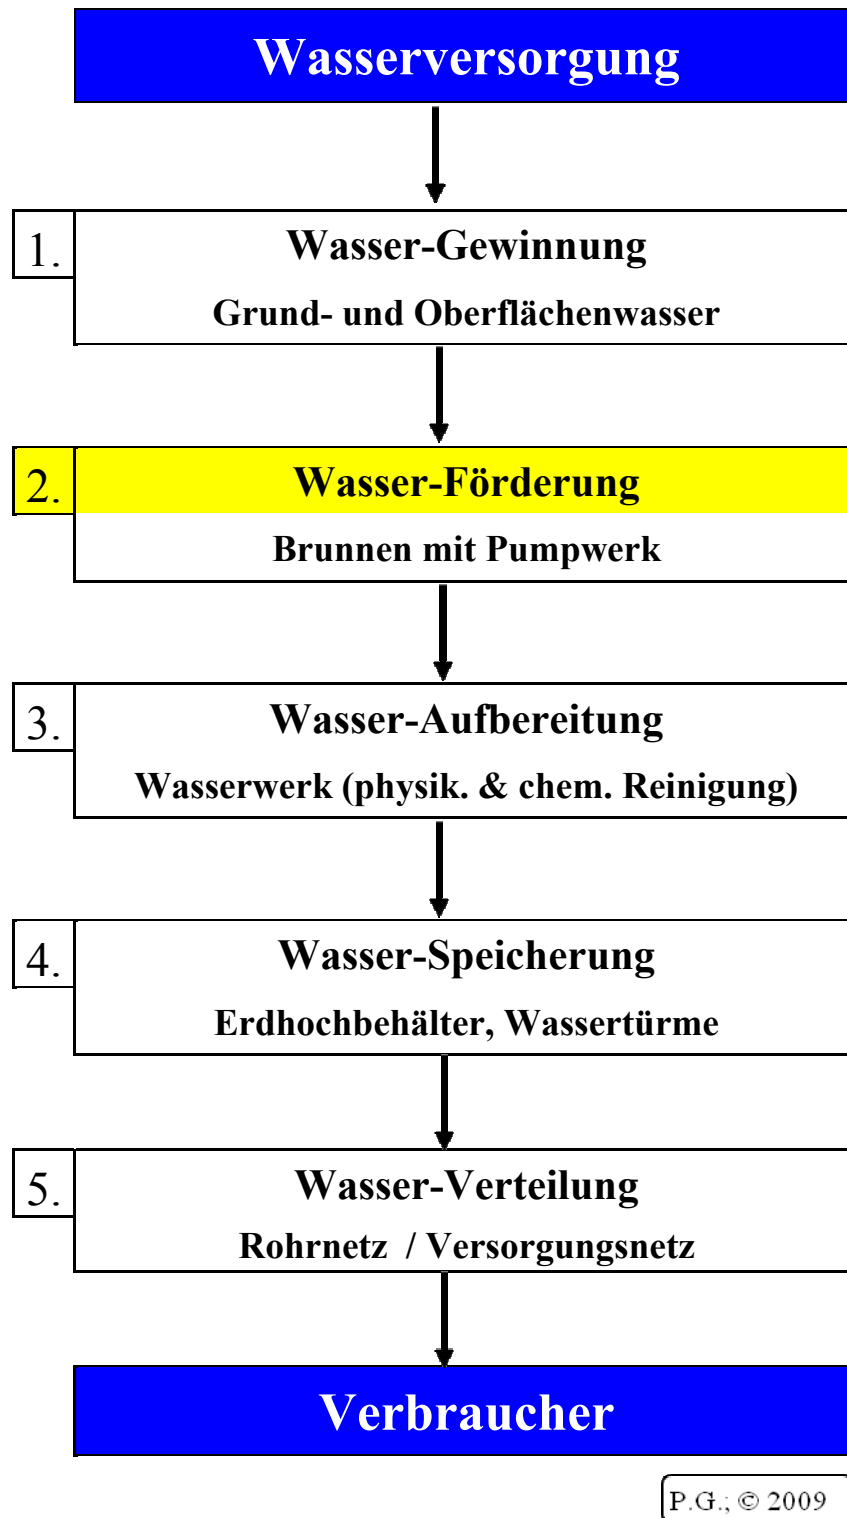 Wasserversorgung
1. Wasser-Gewinnung
Grund- und Oberflächenwasser
2. Wasser-Förderung
Brunnen mit Pumpwerk
3. Wasser-Aufbereitung
Wasserwerk (physik. & chem. Reinigung)
4. Wasser-Speicherung
Erdhochbehälter, Wassertürme
5. Wasser-Verteilung
Rohrnetz / Versorgungsnetz
Verbraucher
P.G.; © 2009